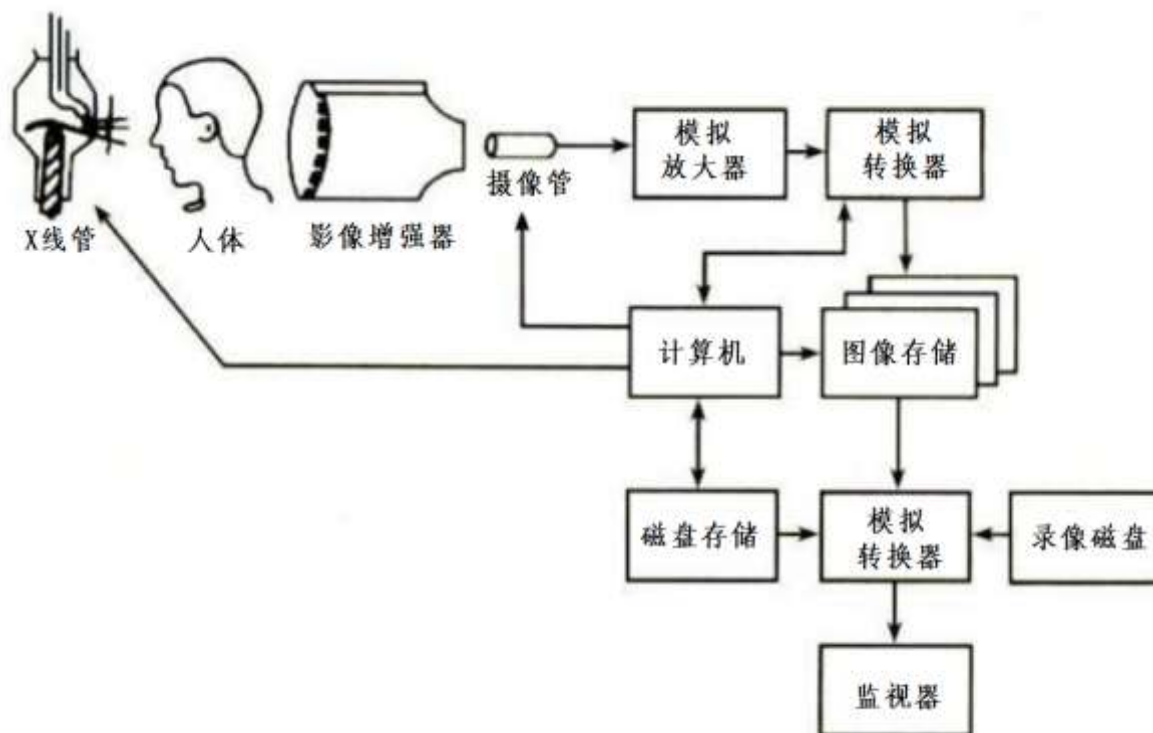 模拟
放大器
模拟
转换器
摄像管
X线管
人体
影像增强器
计算机
图像存储
磁盘存储
模拟
转换器
录像磁盘
监视器